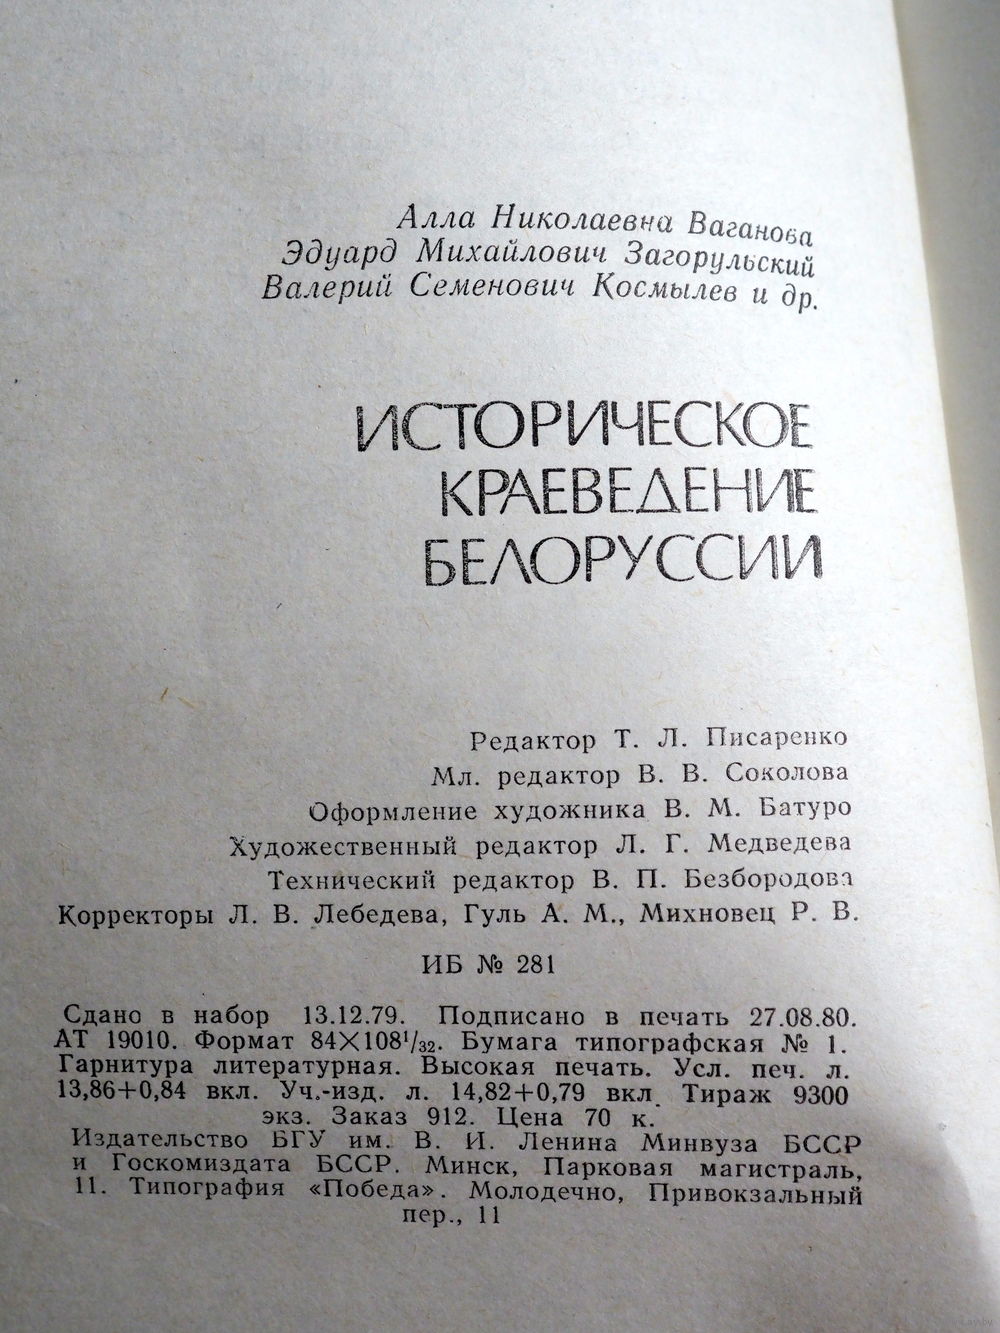 Алла Николаевна Ваганова
Эдуард Михайлович Загорульский
Валерий Семенович Космылев и др.
ИСТОРИЧЕСКОЕ
КРАЕВЕДЕНИЕ
БЕЛОРУССИИ
Редактор Т. Л. Писаренко
Мл. редактор В. В. Соколова
Оформление художника В. М. Батуро
Художественный редактор Л. Г. Медведева
Технический редактор В. П. Безбородова
Корректоры Л. В. Лебедева, Гуль А. М., Михновец Р. В.
ИБ № 281
Сдано в набор 13.12.79. Подписано в печать 27.08.80.
АТ 19010. Формат 84×108¹/₃₂. Бумага типографская № 1.
Гарнитура литературная. Высокая печать. Усл. печ. л.
13,86+0,84 вкл. Уч.-изд. л. 14,82+0,79 вкл. Тираж 9300
экз. Заказ 912. Цена 70 к.
Издательство БГУ им. В. И. Ленина Минвуза БССР
и Госкомиздата БССР. Минск, Парковая магистраль,
11. Типография «Победа». Молодечно, Привокзальный
пер., 11